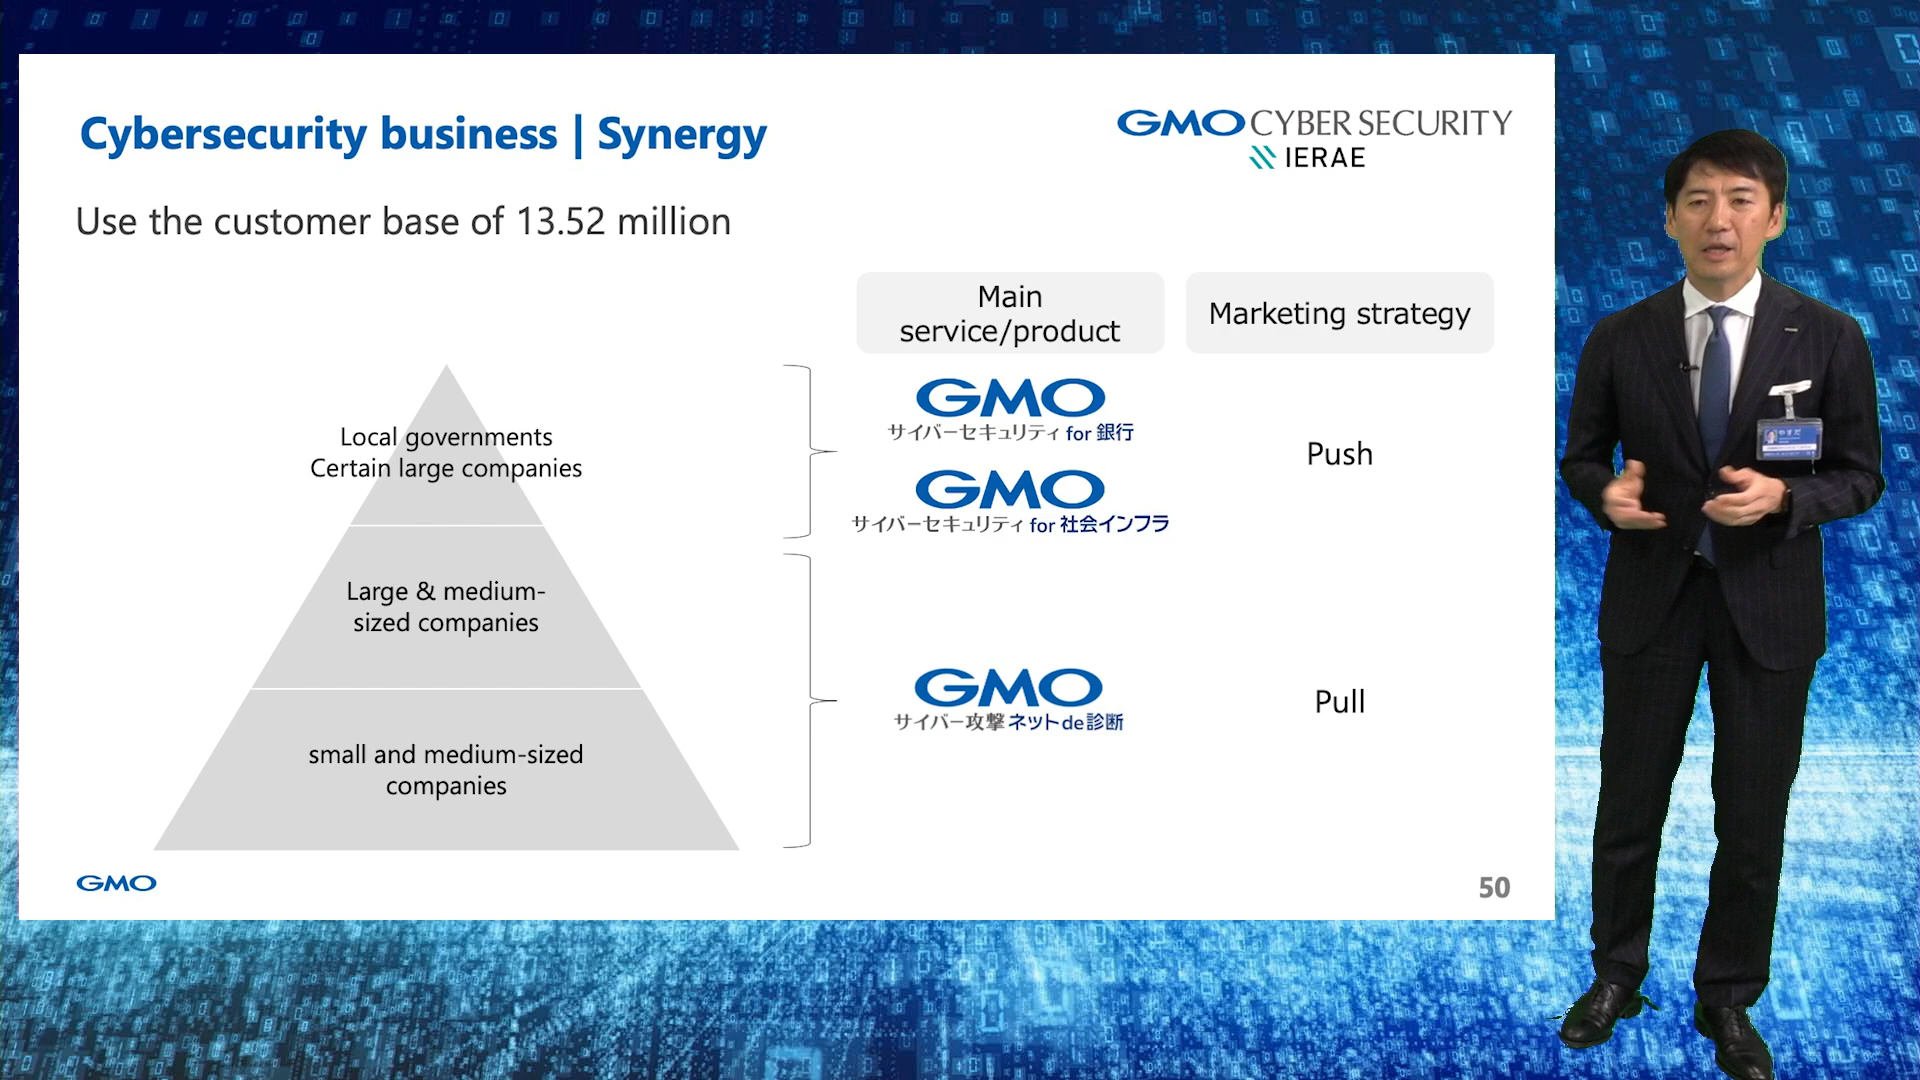 Cybersecurity business | Synergy
GMO CYBER SECURITY
IERAE
Use the customer base of 13.52 million
Main
service/product
Marketing strategy
Local governments
Certain large companies
GMO
サイバーセキュリティ for 銀行
GMO
サイバーセキュリティ for 社会インフラ
Push
Large & medium-
sized companies
small and medium-sized
companies
GMO
サイバー攻撃 ネットde診断
Pull
GMO
50